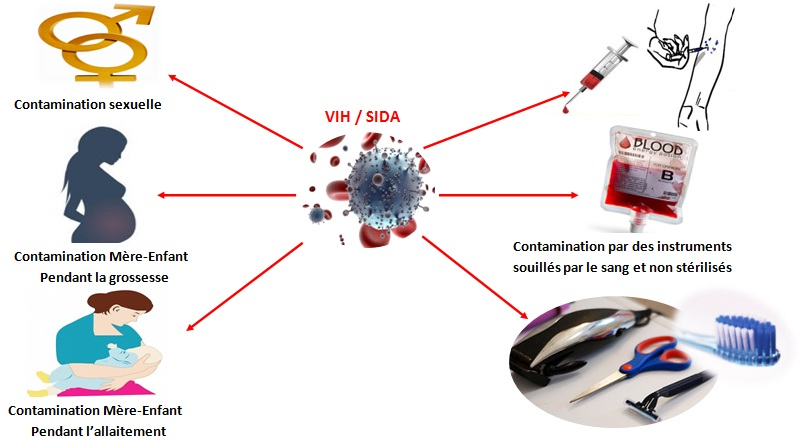 Contamination sexuelle
VIH / SIDA
Contamination Mère-Enfant
Pendant la grossesse
Contamination Mère-Enfant
Pendant l’allaitement
BLOOD
B
Contamination par des instruments
souillés par le sang et non stérilisés